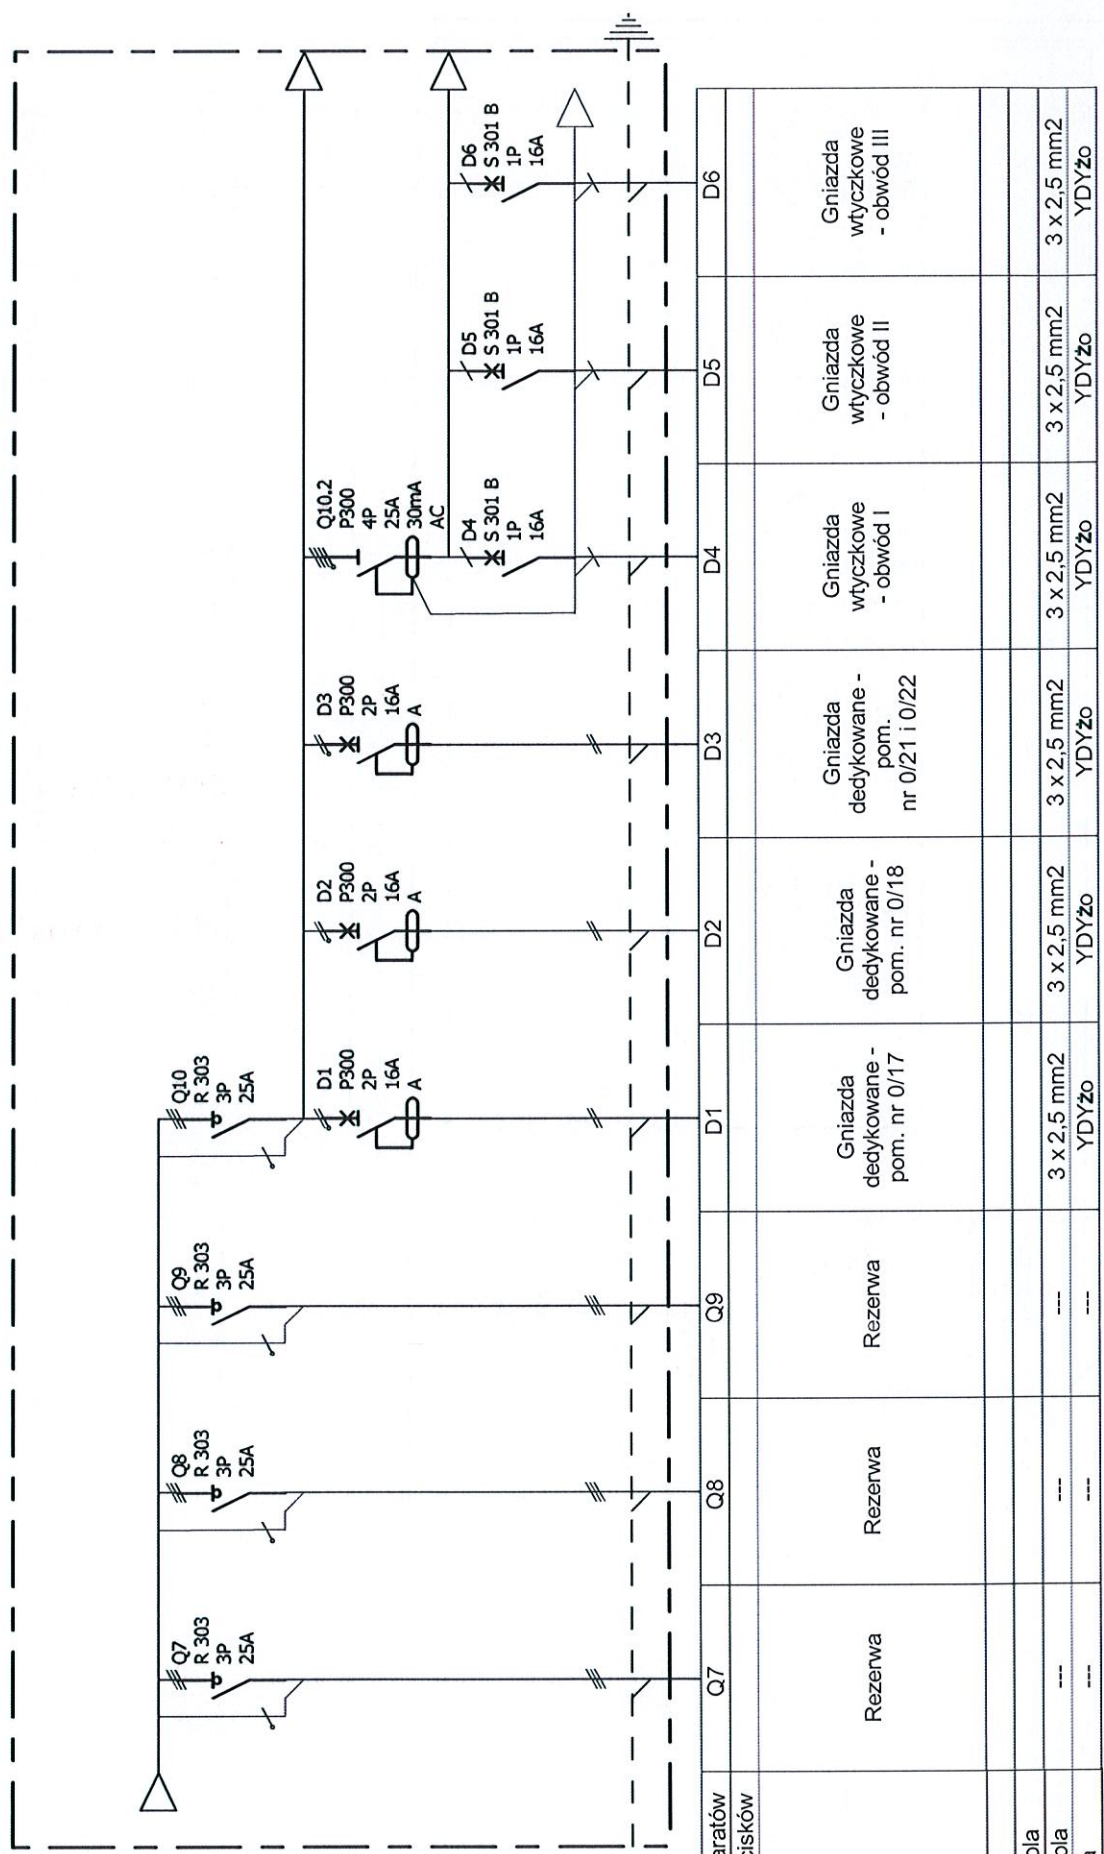 Q7
R 303
3P
25A
Q8
R 303
3P
25A
Q9
R 303
3P
25A
Q10
R 303
3P
25A
D1
P300
2P
16A
A
D2
P300
2P
16A
A
D3
P300
2P
16A
A
Q10.2
P300
4P
25A
30mA
AC
D4
S 301 B
1P
16A
D5
S 301 B
1P
16A
D6
S 301 B
1P
16A
aratów
Q7
Q8
Q9
D1
D2
D3
D4
D5
D6
cisków
Rezerwa
Rezerwa
Rezerwa
Gniazda
dedykowane -
pom. nr 0/17
Gniazda
dedykowane -
pom. nr 0/18
Gniazda
dedykowane -
pom.
nr 0/21 i 0/22
Gniazda
wtyczkowe
- obwód I
Gniazda
wtyczkowe
- obwód II
Gniazda
wtyczkowe
- obwód III
ola
ola
---
---
---
3 x 2,5 mm2
3 x 2,5 mm2
3 x 2,5 mm2
3 x 2,5 mm2
3 x 2,5 mm2
3 x 2,5 mm2
a
---
---
---
YDYżo
YDYżo
YDYżo
YDYżo
YDYżo
YDYżo